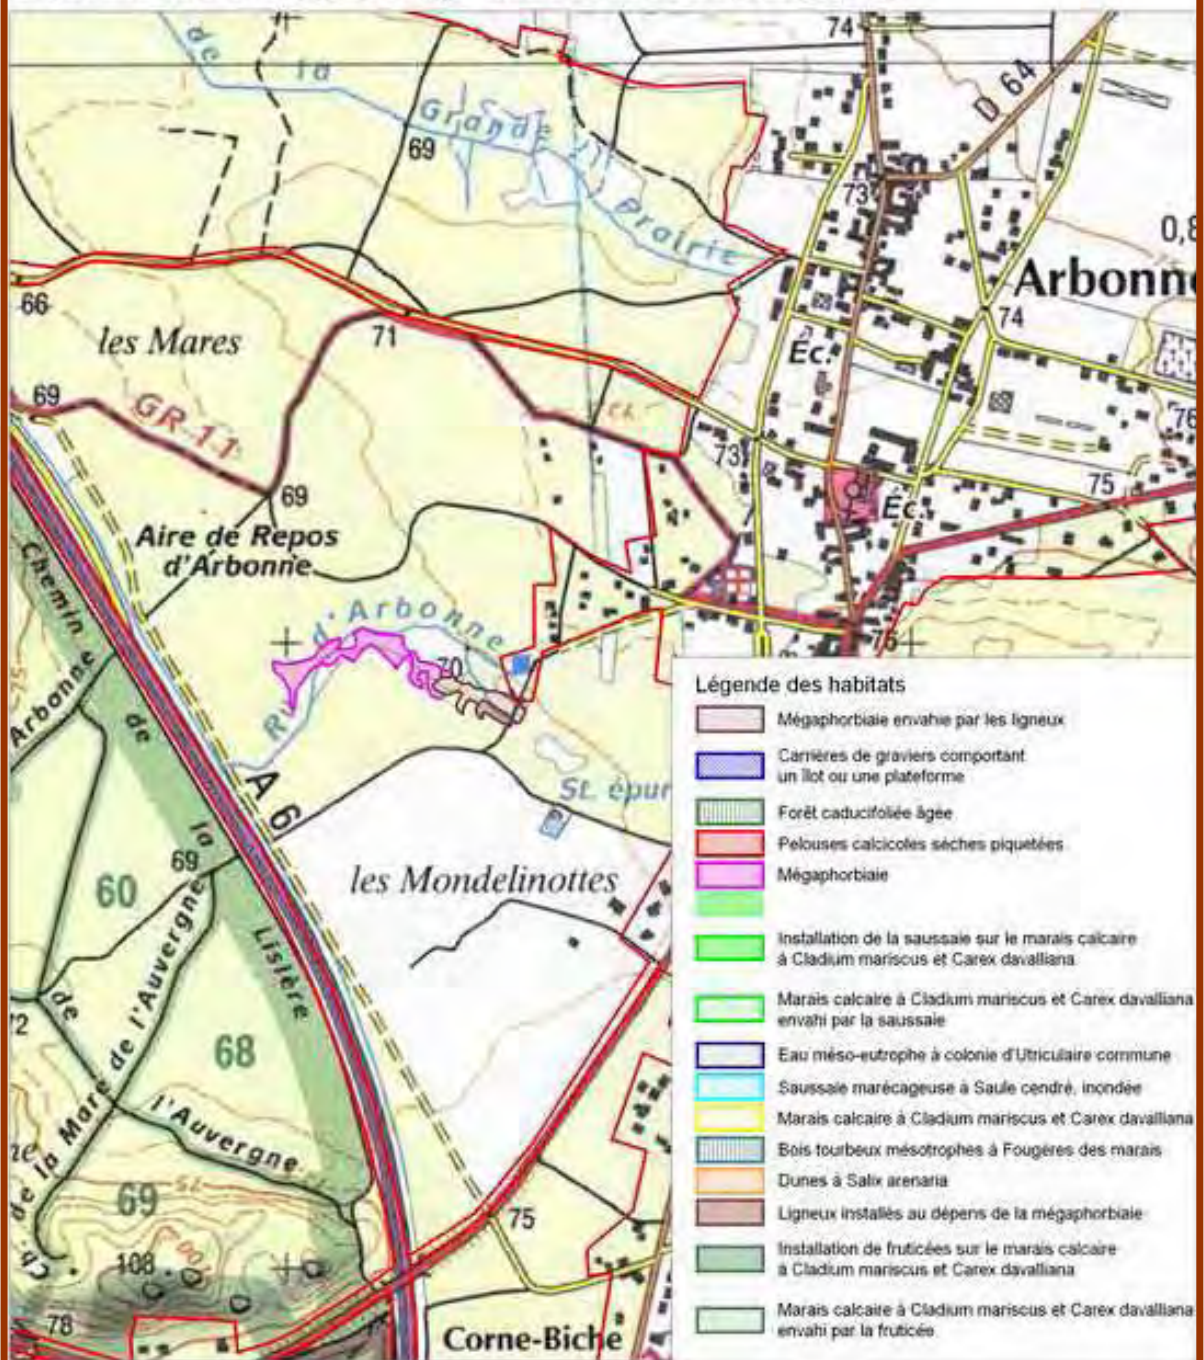 de
la
Grande
Prairie
69
74
D 64
73
0,8
Arbonne
66
les Mares
71
74
Éc.
69
GR 11
Ch.
73
76
69
75
Éc.
Aire de Repos
d'Arbonne
Chemin
Ru d'Arbonne
70
75
Arbonne
de
A 6
St. épur
la
69
60
les Mondelinottes
Lisière
de
72
68
Ch. de la Mare de l'Auvergne
l'Auvergne
75
69
75
100
108
78
Corne-Biche
Légende des habitats
Mégaphorbiaie envahie par les ligneux
Carrières de graviers comportant
un îlot ou une plateforme
Forêt caducifoliée âgée
Pelouses calcicoles sèches piquetées
Mégaphorbiaie
Installation de la saussaie sur le marais calcaire
à Cladium mariscus et Carex davalliana
Marais calcaire à Cladium mariscus et Carex davalliana
envahi par la saussaie
Eau méso-eutrophe à colonie d'Utriculaire commune
Saussaie marécageuse à Saule cendré, inondée
Marais calcaire à Cladium mariscus et Carex davalliana
Bois tourbeux mésotrophes à Fougères des marais
Dunes à Salix arenaria
Ligneux installés au dépens de la mégaphorbiaie
Installation de fruticées sur le marais calcaire
à Cladium mariscus et Carex davalliana
Marais calcaire à Cladium mariscus et Carex davalliana
envahi par la fruticée